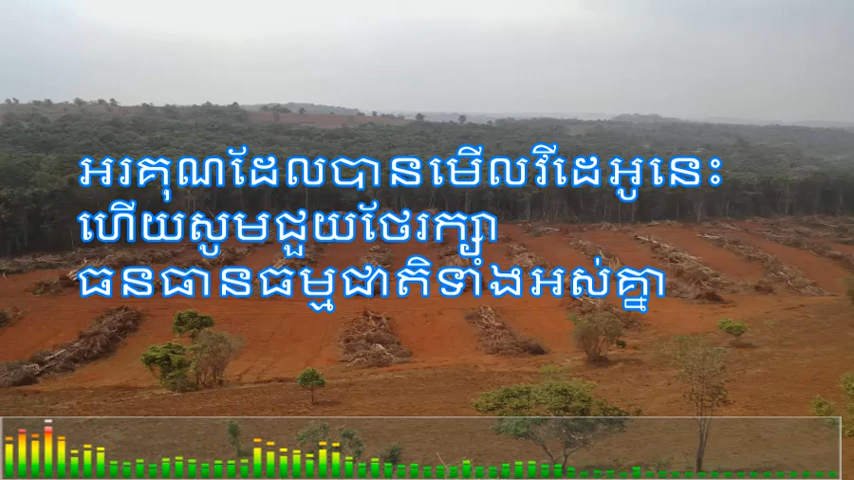 អរគុណដែលបានមើលវីដេអូនេះ
ហើយសូមជួយថែរក្សា
ធនធានធម្មជាតិទាំងអស់គ្នា